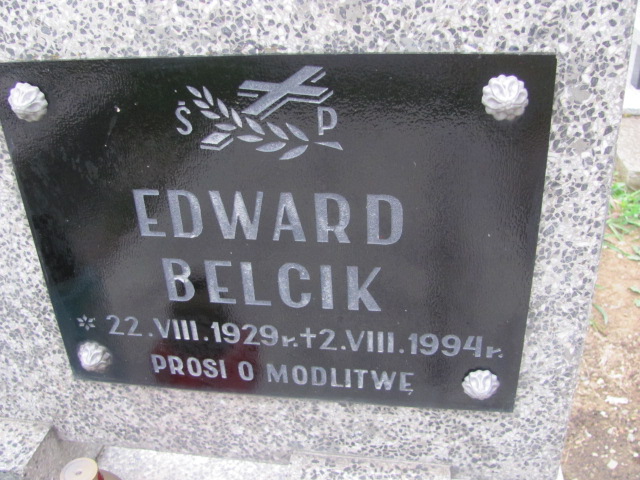 Ś P
EDWARD
BELCIK
* 22.VIII.1929r. + 2.VIII.1994r.
PROSI O MODLITWĘ